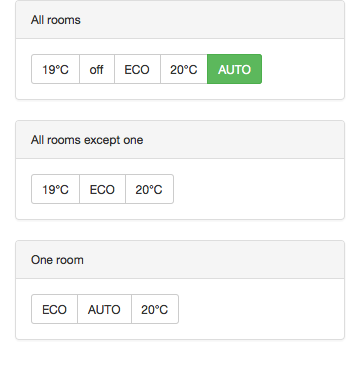 All rooms
19°C off ECO 20°C AUTO
All rooms except one
19°C ECO 20°C
One room
ECO AUTO 20°C